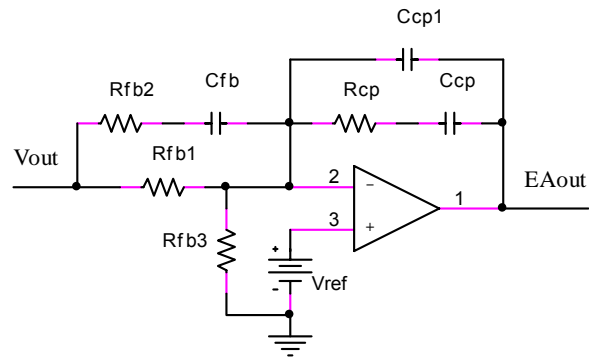 Ccp1
Cfb
Rfb2
Rcp
Ccp
Vout
Rfb1
2
−
1
EAout
3
+
Rfb3
+
-
Vref